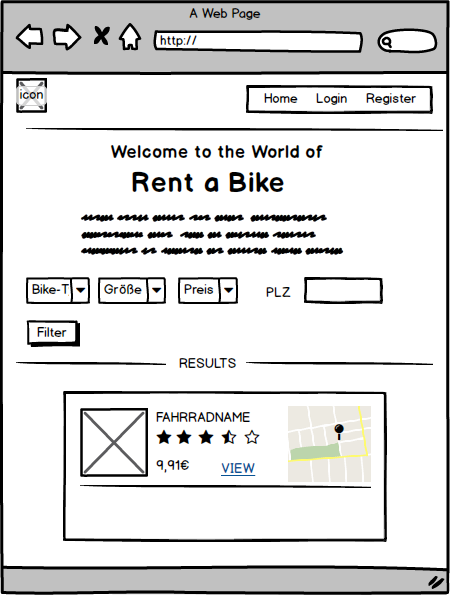 A Web Page
http://
icon
Home Login Register
Welcome to the World of
Rent a Bike
Bike-T Größe Preis PLZ
Filter
RESULTS
FAHRRADNAME
9,91€ VIEW